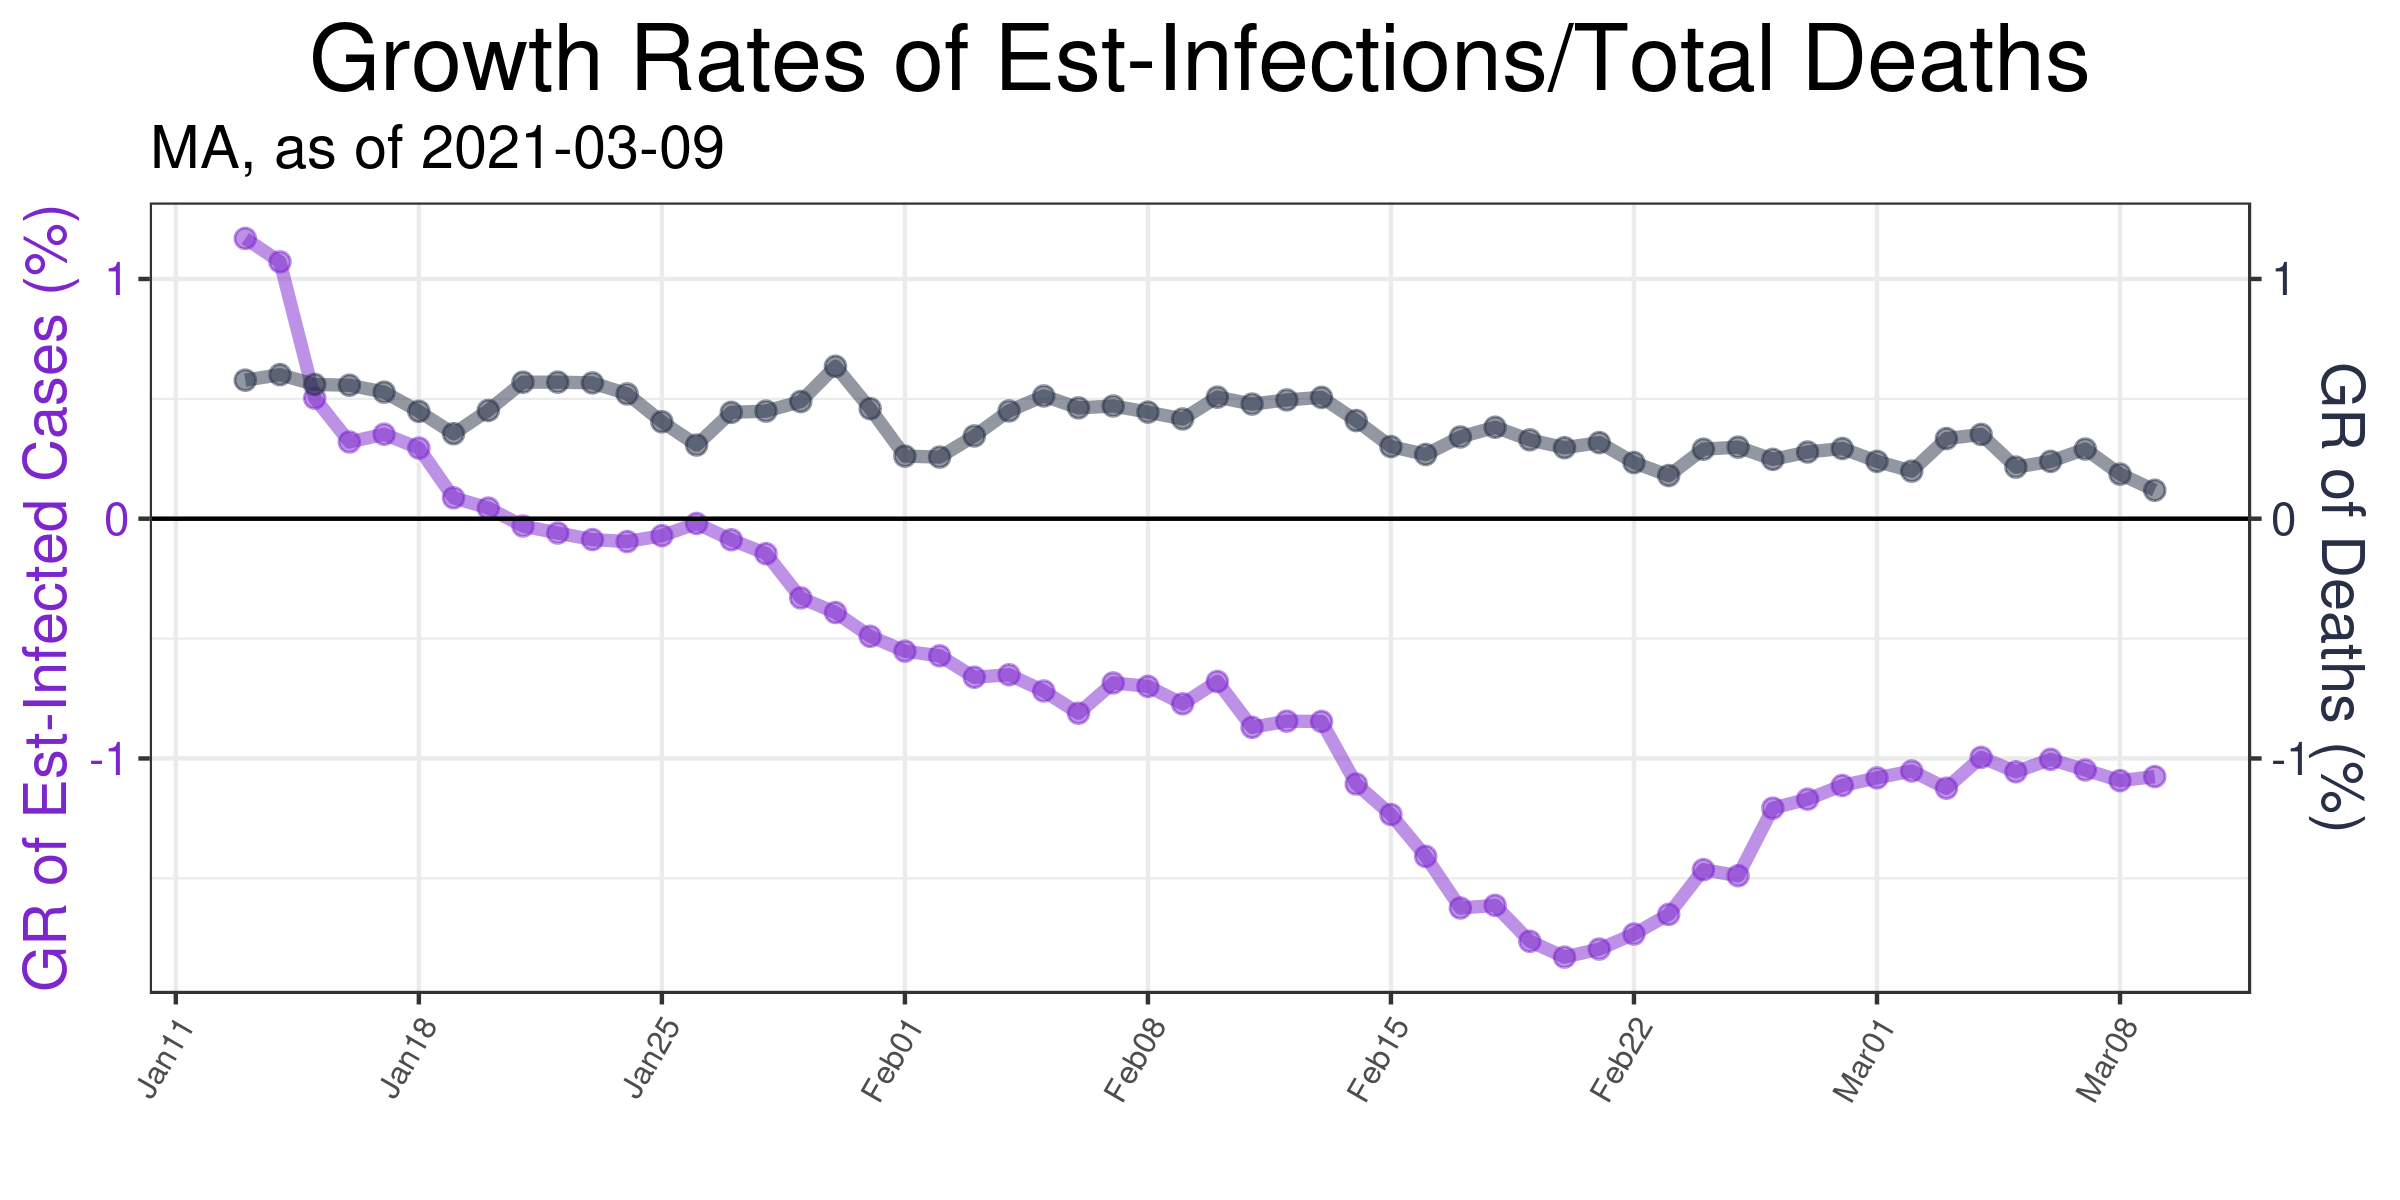 Growth Rates of Est-Infections/Total Deaths
MA, as of 2021-03-09
GR of Est-Infected Cases (%)
1
0
-1
1
0
-1
GR of Deaths (%)
Jan11
Jan18
Jan25
Feb01
Feb08
Feb15
Feb22
Mar01
Mar08